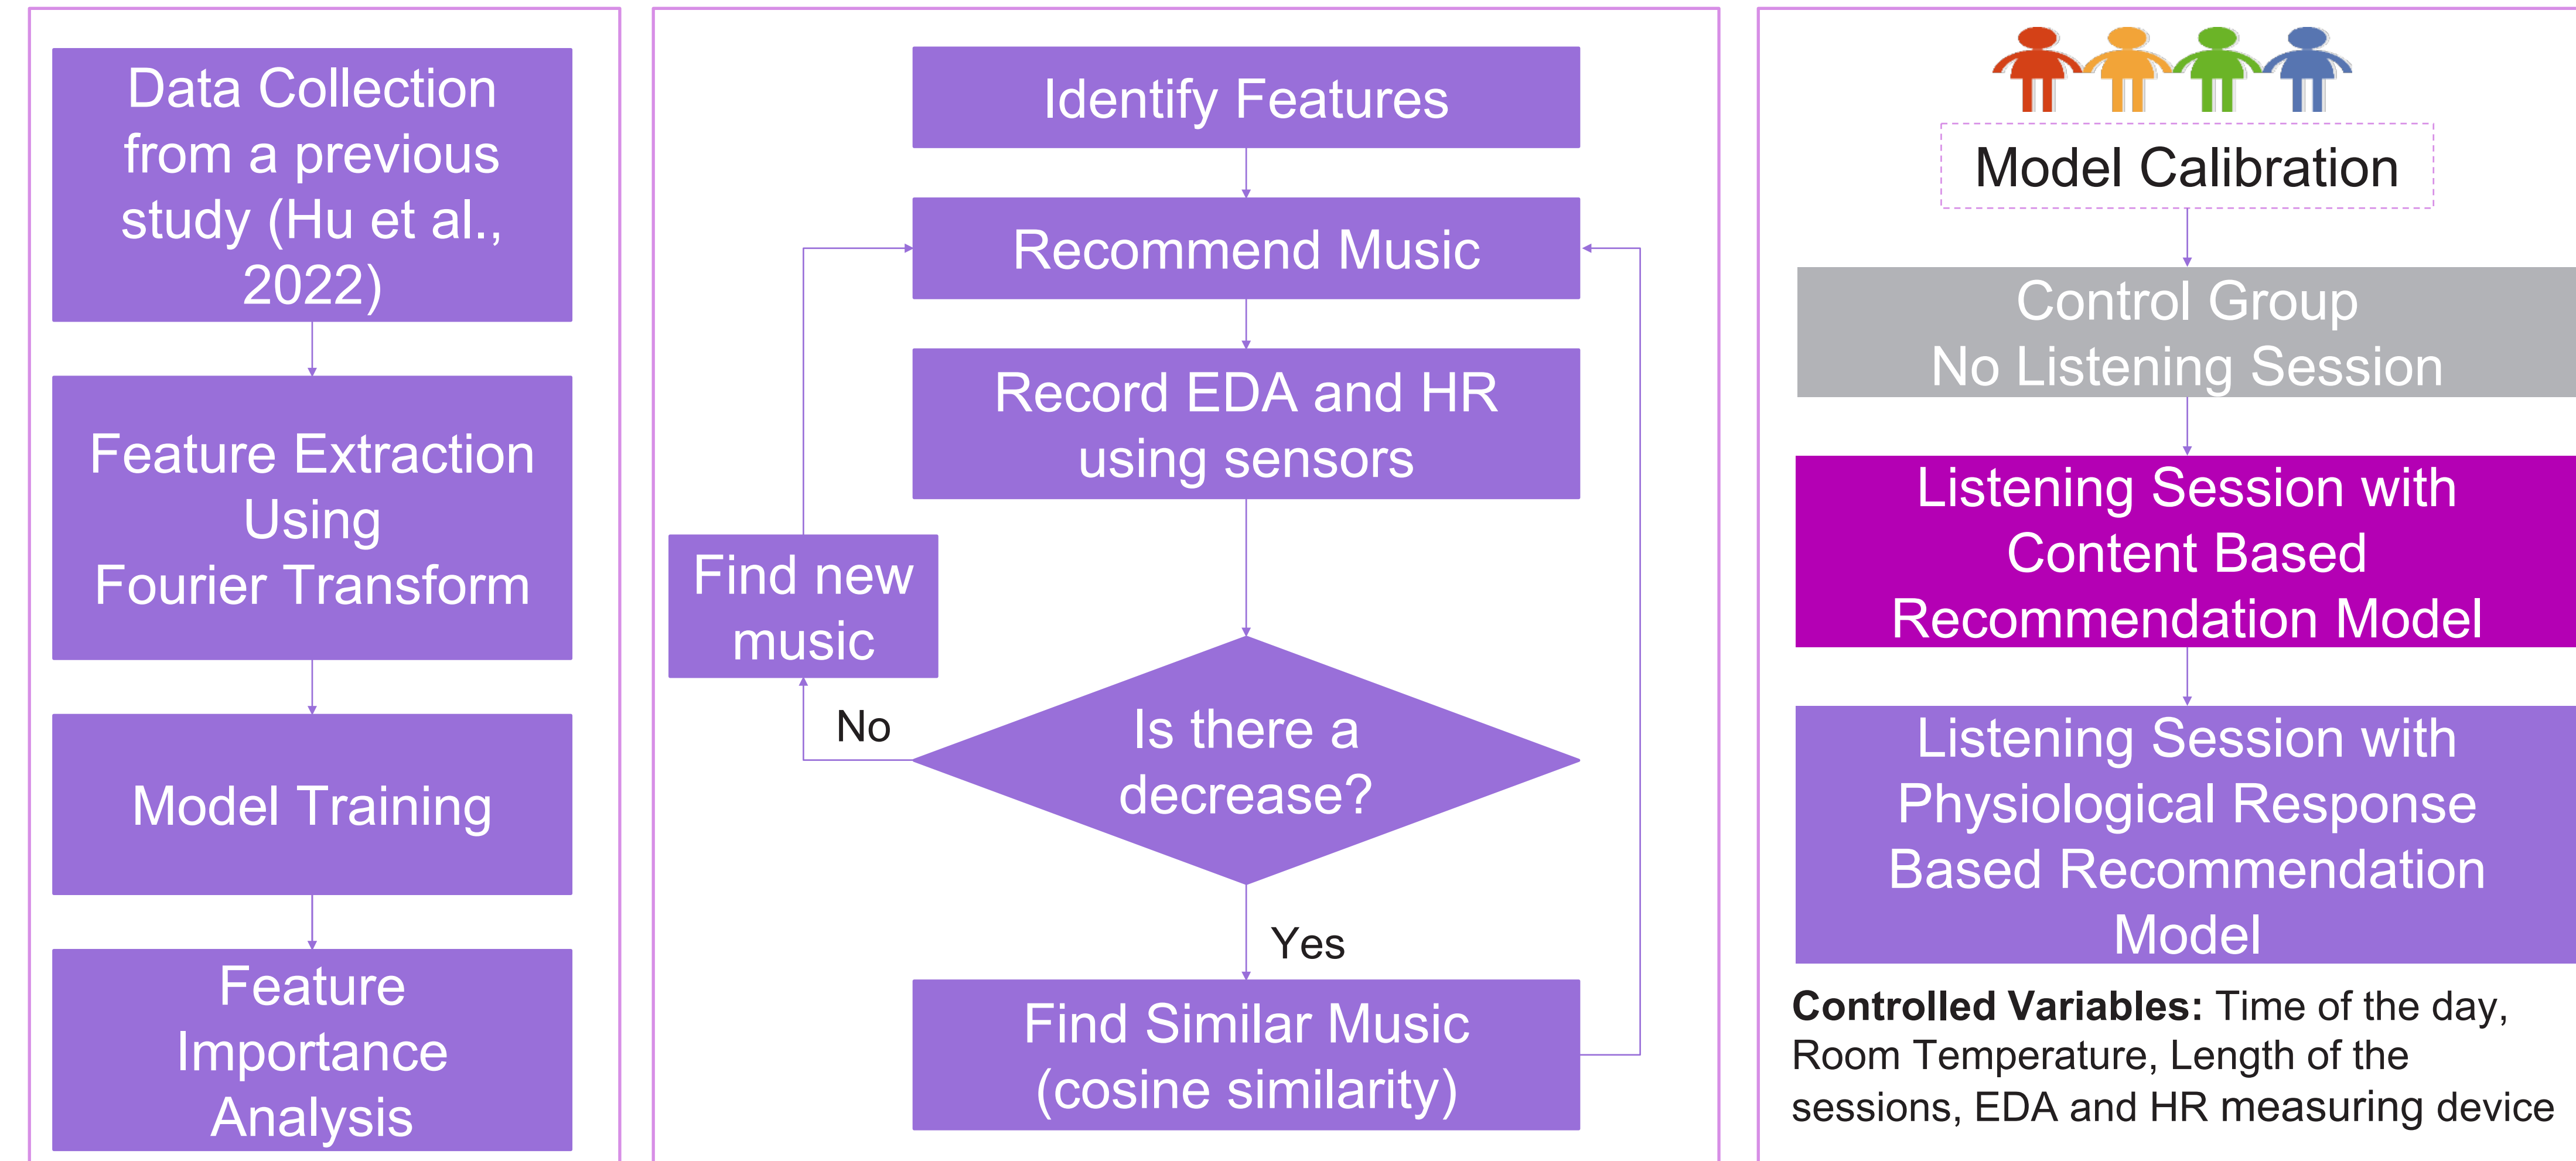 Data Collection
from a previous
study (Hu et al.,
2022)
Feature Extraction
Using
Fourier Transform
Model Training
Feature
Importance
Analysis
Identify Features
Recommend Music
Record EDA and HR
using sensors
Find new
music
No
Is there a
decrease?
Yes
Find Similar Music
(cosine similarity)
Model Calibration
Control Group
No Listening Session
Listening Session with
Content Based
Recommendation Model
Listening Session with
Physiological Response
Based Recommendation
Model
Controlled Variables: Time of the day,
Room Temperature, Length of the
sessions, EDA and HR measuring device